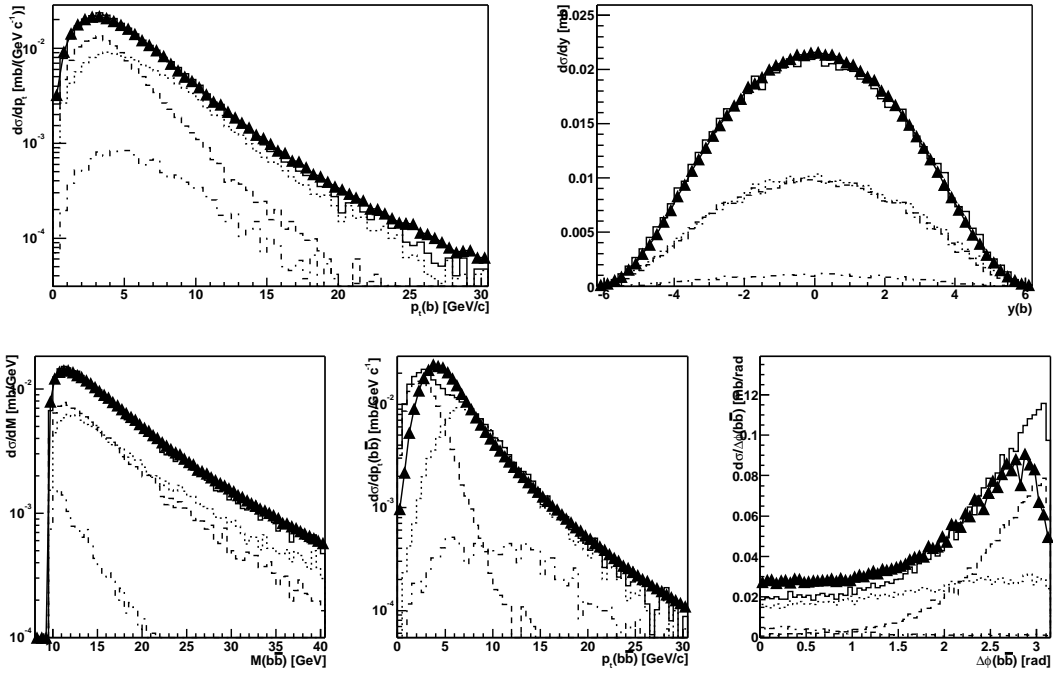 dσ/dp_t [mb/(GeV c⁻¹)]
10⁻²
10⁻³
10⁻⁴
0 5 10 15 20 25 30
p_t(b) [GeV/c]
dσ/dy [mb]
0.025
0.02
0.015
0.01
0.005
0
-6 -4 -2 0 2 4 6
y(b)
dσ/dM [mb/GeV]
10⁻²
10⁻³
10⁻⁴
10 15 20 25 30 35 40
M(bb̄) [GeV]
dσ/dp_t(bb̄) [mb/GeV c⁻¹)]
10⁻²
10⁻³
10⁻⁴
0 5 10 15 20 25 30
p_t(bb̄) [GeV/c]
dσ/Δϕ(bb̄) [mb/rad
0.12
0.1
0.08
0.06
0.04
0.02
0
0 0.5 1 1.5 2 2.5 3
Δϕ(bb̄) [rad]